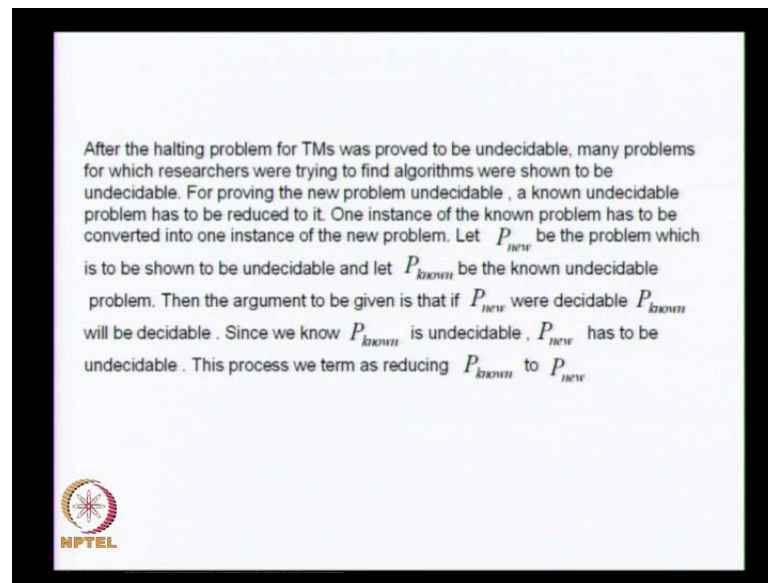 After the halting problem for TMs was proved to be undecidable, many problems
for which researchers were trying to find algorithms were shown to be
undecidable. For proving the new problem undecidable , a known undecidable
problem has to be reduced to it. One instance of the known problem has to be
converted into one instance of the new problem. Let P_new be the problem which
is to be shown to be undecidable and let P_known be the known undecidable
problem. Then the argument to be given is that if P_new were decidable P_known
will be decidable . Since we know P_known is undecidable , P_new has to be
undecidable . This process we term as reducing P_known to P_new
NPTEL